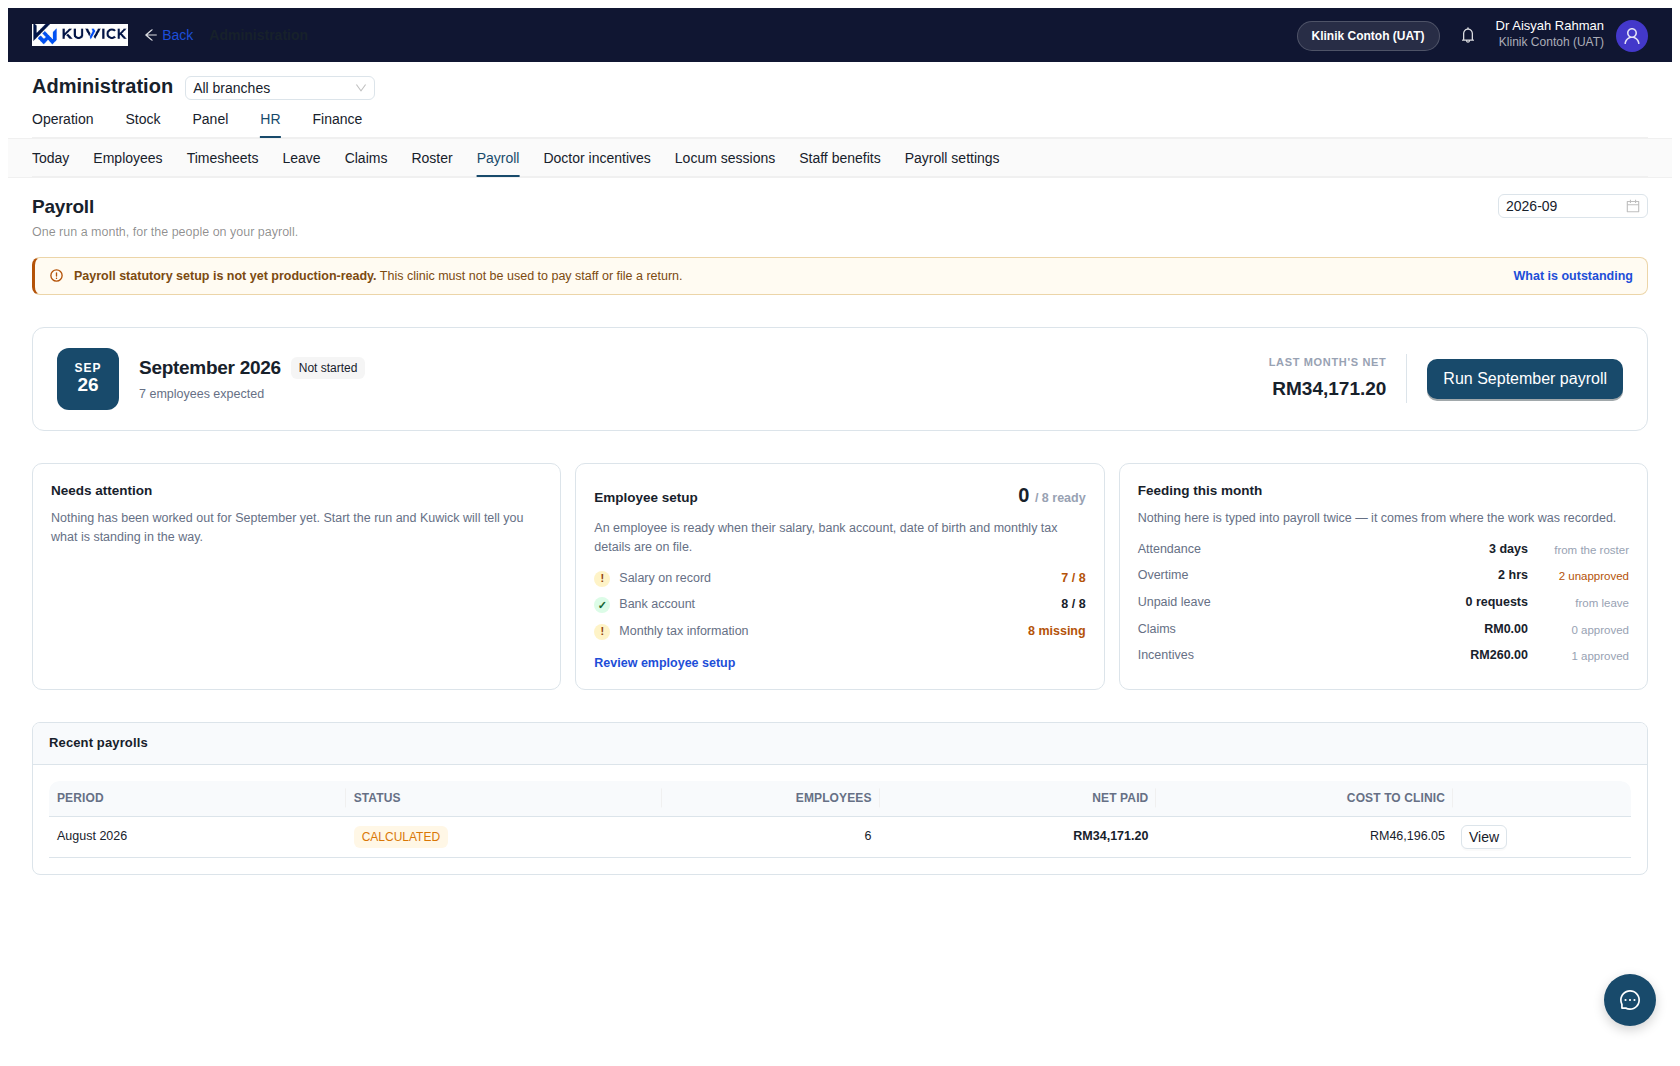 KUWICK
Back
Administration
Klinik Contoh (UAT)
Dr Aisyah Rahman
Klinik Contoh (UAT)
Administration
All branches
Operation
Stock
Panel
HR
Finance
Today
Employees
Timesheets
Leave
Claims
Roster
Payroll
Doctor incentives
Locum sessions
Staff benefits
Payroll settings
Payroll
2026-09
One run a month, for the people on your payroll.
Payroll statutory setup is not yet production-ready. This clinic must not be used to pay staff or file a return.
What is outstanding
SEP
26
September 2026
Not started
7 employees expected
LAST MONTH'S NET
RM34,171.20
Run September payroll
Needs attention
Nothing has been worked out for September yet. Start the run and Kuwick will tell you
what is standing in the way.
Employee setup
0 / 8 ready
An employee is ready when their salary, bank account, date of birth and monthly tax
details are on file.
! Salary on record 7 / 8
✓ Bank account 8 / 8
! Monthly tax information 8 missing
Review employee setup
Feeding this month
Nothing here is typed into payroll twice — it comes from where the work was recorded.
Attendance 3 days from the roster
Overtime 2 hrs 2 unapproved
Unpaid leave 0 requests from leave
Claims RM0.00 0 approved
Incentives RM260.00 1 approved
Recent payrolls
PERIOD STATUS EMPLOYEES NET PAID COST TO CLINIC
August 2026 CALCULATED 6 RM34,171.20 RM46,196.05 View